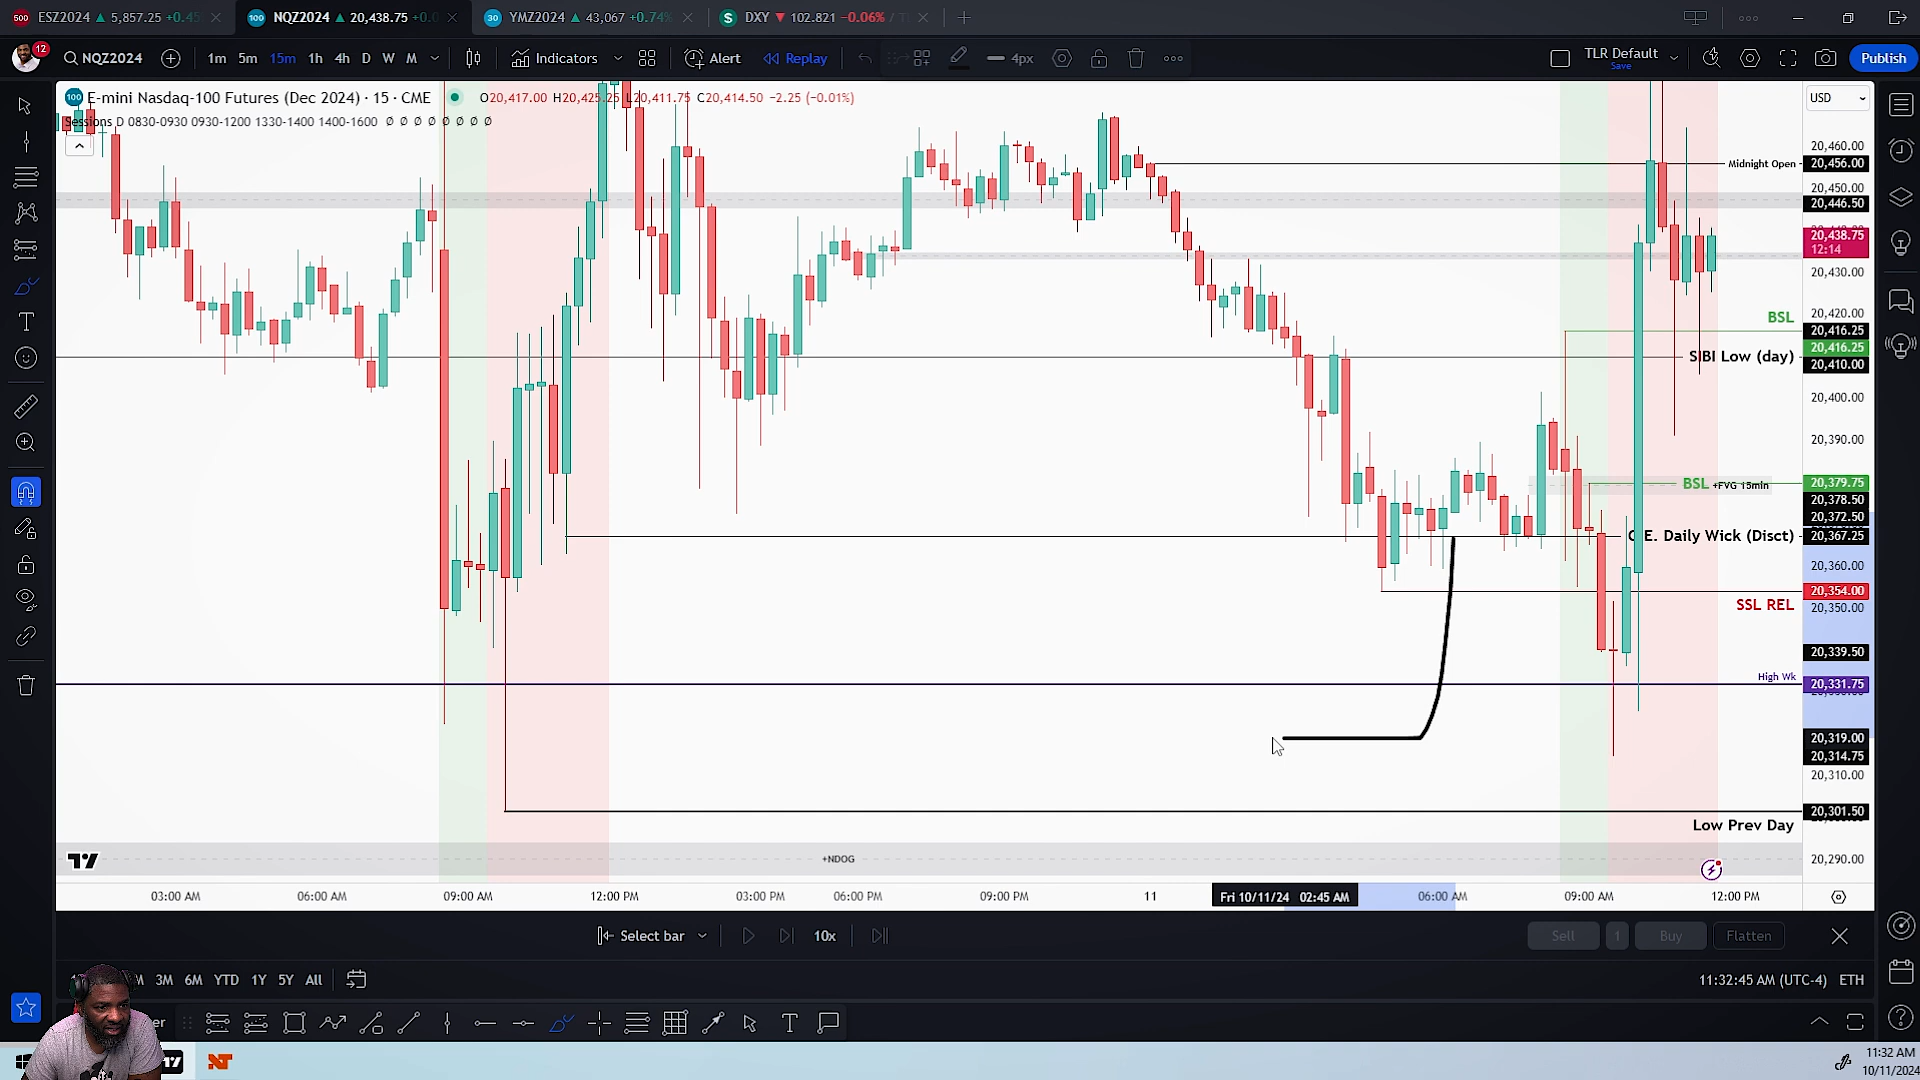 ESZ2024 ▲ 5,857.25 +0.45
NQZ2024 ▲ 20,438.75 +0.0
YMZ2024 ▲ 43,067 +0.74%
DXY ▼ 102.821 −0.06%
12
NQZ2024
1m 5m 15m 1h 4h D W M
Indicators
Alert
Replay
4px
TLR Default
Save
Publish
E-mini Nasdaq-100 Futures (Dec 2024) · 15 · CME
O20,417.00 H20,425.25 L20,411.75 C20,414.50 −2.25 (−0.01%)
USD
Sessions D 0830-0930 0930-1200 1330-1400 1400-1600 Ø Ø Ø Ø Ø Ø Ø Ø
20,460.00
Midnight Open
20,456.00
20,450.00
20,446.50
20,438.75
12:14
20,430.00
BSL
20,420.00
20,416.25
20,416.25
SIBI Low (day)
20,410.00
20,400.00
20,390.00
BSL +FVG 15min
20,379.75
20,378.50
20,372.50
C.E. Daily Wick (Disct)
20,367.25
20,360.00
20,354.00
SSL REL
20,350.00
20,339.50
High Wk
20,331.75
20,319.00
20,314.75
20,310.00
20,301.50
Low Prev Day
+NDOG
20,290.00
03:00 AM 06:00 AM 09:00 AM 12:00 PM 03:00 PM 06:00 PM 09:00 PM 11 Fri 10/11/24 02:45 AM 06:00 AM 09:00 AM 12:00 PM
Select bar
10x
Sell 1 Buy Flatten
3M 6M YTD 1Y 5Y All
11:32:45 AM (UTC-4) ETH
11:32 AM
10/11/2024